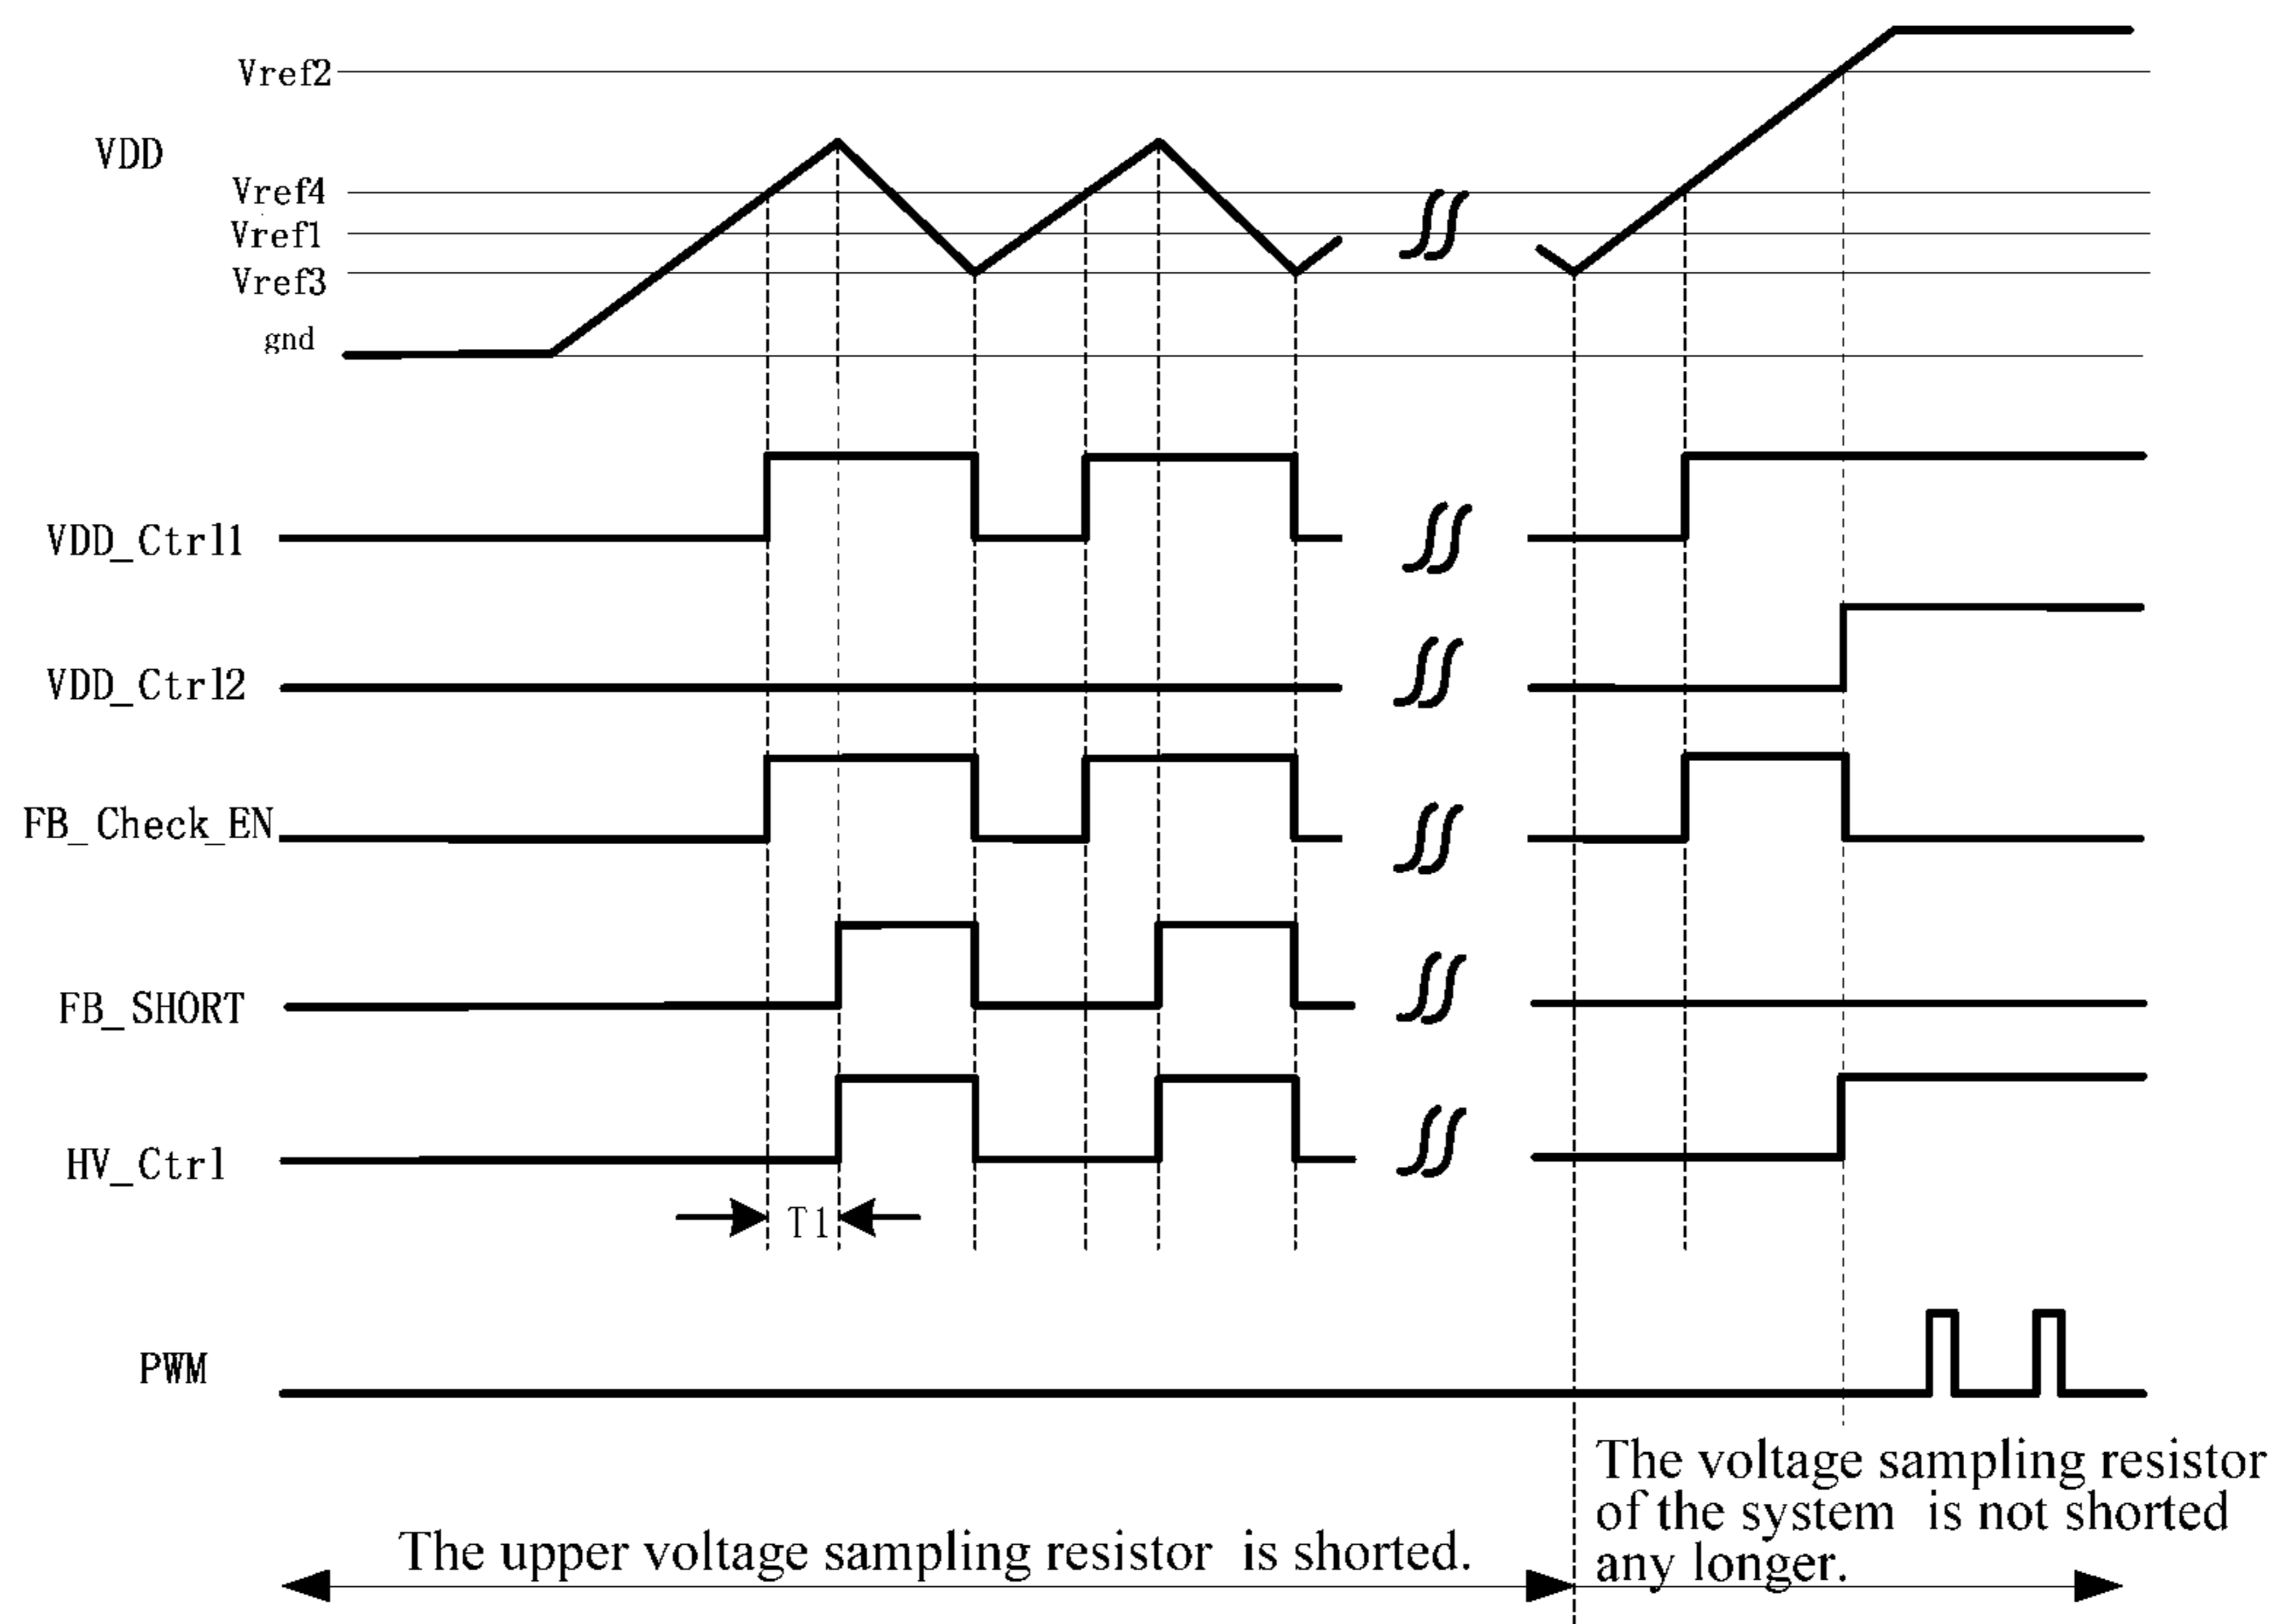 Vref2
VDD
Vref4
Vref1
Vref3
gnd
VDD_Ctrl1
VDD_Ctrl2
FB_Check_EN
FB_SHORT
HV_Ctrl
T1
PWM
The upper voltage sampling resistor is shorted.
The voltage sampling resistor
of the system is not shorted
any longer.